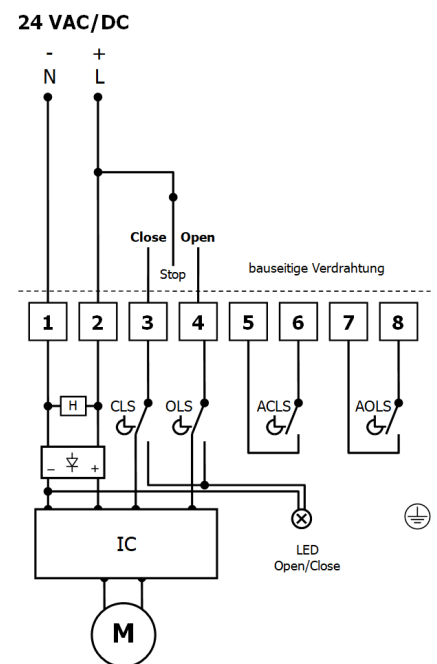 24 VAC/DC
- +
N L
Close Open
Stop
bauseitige Verdrahtung
1 2 3 4 5 6 7 8
H CLS OLS ACLS AOLS
- +
IC
LED
Open/Close
M